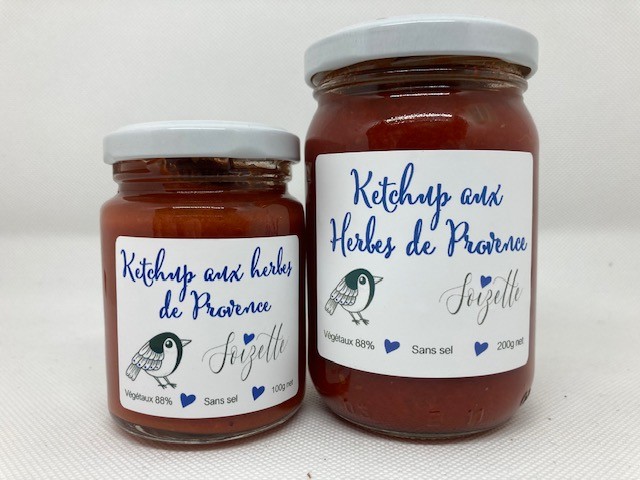 Ketchup aux herbes
de Provence
Soizette
Végétaux 88% Sans sel 100g net
Ketchup aux
Herbes de Provence
Soizette
Végétaux 88% Sans sel 200g net